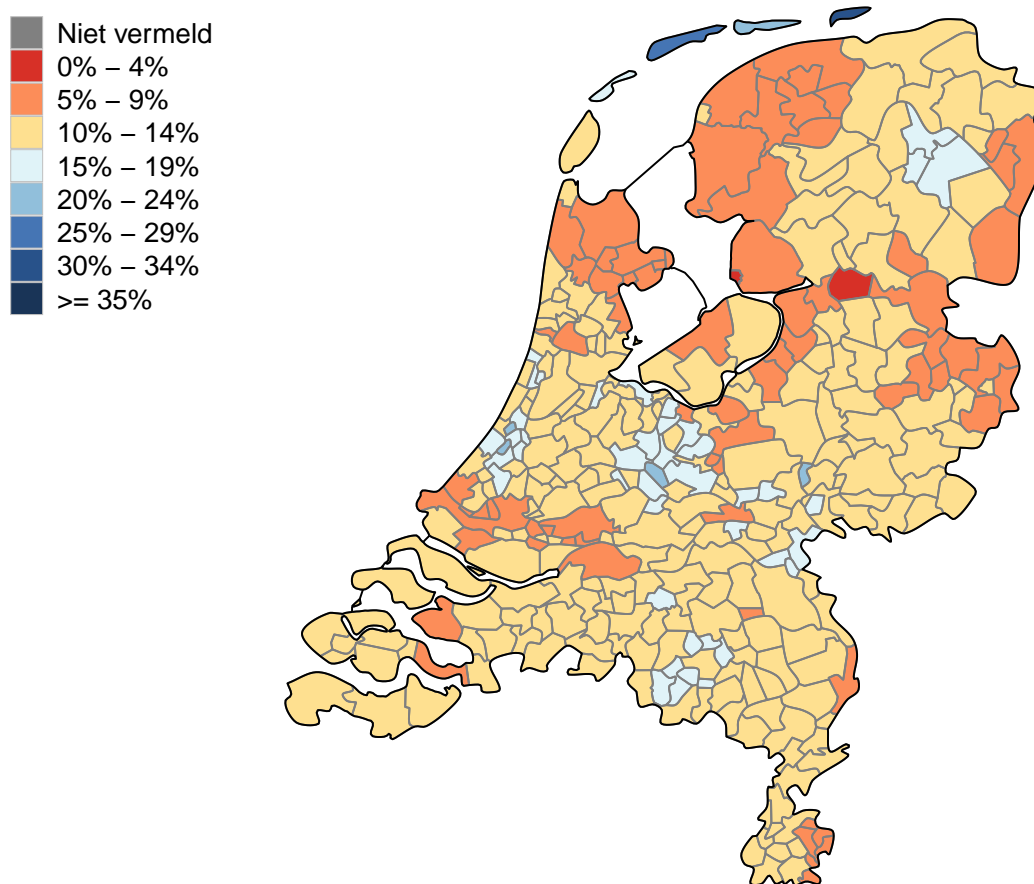 Niet vermeld
0% – 4%
5% – 9%
10% – 14%
15% – 19%
20% – 24%
25% – 29%
30% – 34%
>= 35%